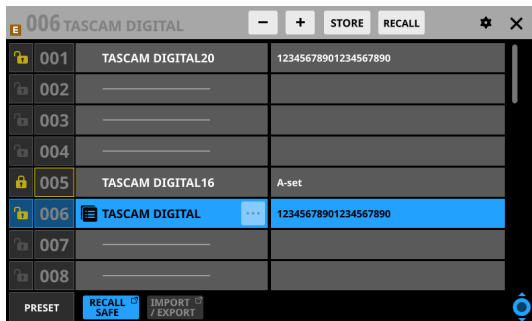 E 006 TASCAM DIGITAL - + STORE RECALL
001 TASCAM DIGITAL20 12345678901234567890
002
003
004
005 TASCAM DIGITAL16 A-set
006 TASCAM DIGITAL ... 12345678901234567890
007
008
PRESET RECALL SAFE IMPORT / EXPORT